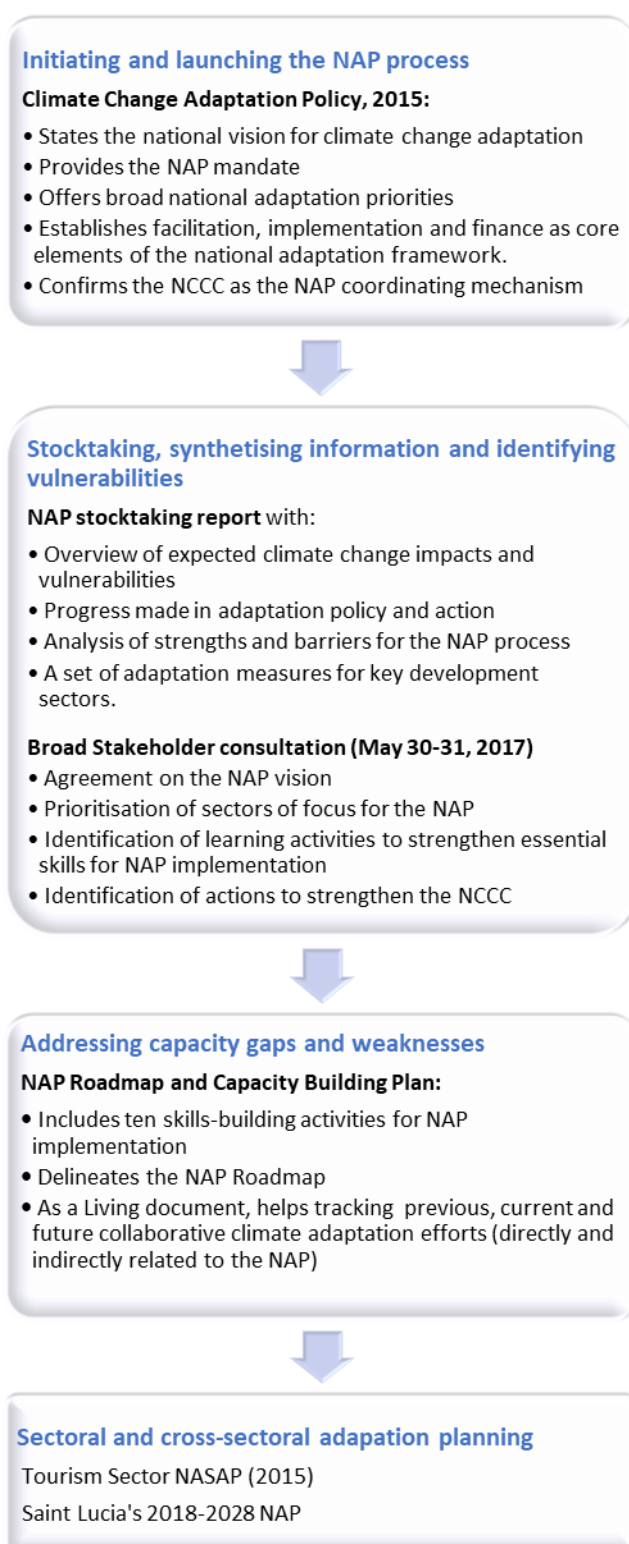 Initiating and launching the NAP process
Climate Change Adaptation Policy, 2015:
• States the national vision for climate change adaptation
• Provides the NAP mandate
• Offers broad national adaptation priorities
• Establishes facilitation, implementation and finance as core
elements of the national adaptation framework.
• Confirms the NCCC as the NAP coordinating mechanism
Stocktaking, synthetising information and identifying
vulnerabilities
NAP stocktaking report with:
• Overview of expected climate change impacts and
vulnerabilities
• Progress made in adaptation policy and action
• Analysis of strengths and barriers for the NAP process
• A set of adaptation measures for key development
sectors.
Broad Stakeholder consultation (May 30-31, 2017)
• Agreement on the NAP vision
• Prioritisation of sectors of focus for the NAP
• Identification of learning activities to strengthen essential
skills for NAP implementation
• Identification of actions to strengthen the NCCC
Addressing capacity gaps and weaknesses
NAP Roadmap and Capacity Building Plan:
• Includes ten skills-building activities for NAP
implementation
• Delineates the NAP Roadmap
• As a Living document, helps tracking previous, current and
future collaborative climate adaptation efforts (directly and
indirectly related to the NAP)
Sectoral and cross-sectoral adapation planning
Tourism Sector NASAP (2015)
Saint Lucia's 2018-2028 NAP